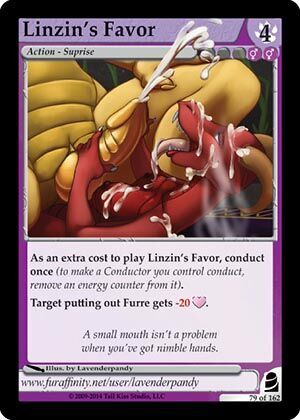 Linzin's Favor 4
Action - Suprise
As an extra cost to play Linzin's Favor, conduct
once (to make a Conductor you control conduct,
remove an energy counter from it).
Target putting out Furre gets -20 .
A small mouth isn't a problem
when you've got nimble hands.
Illus. by Lavenderpandy
www.furaffinity.net/user/lavenderpandy
© 2009-2014 Tail Kiss Studio, LLC 79 of 162